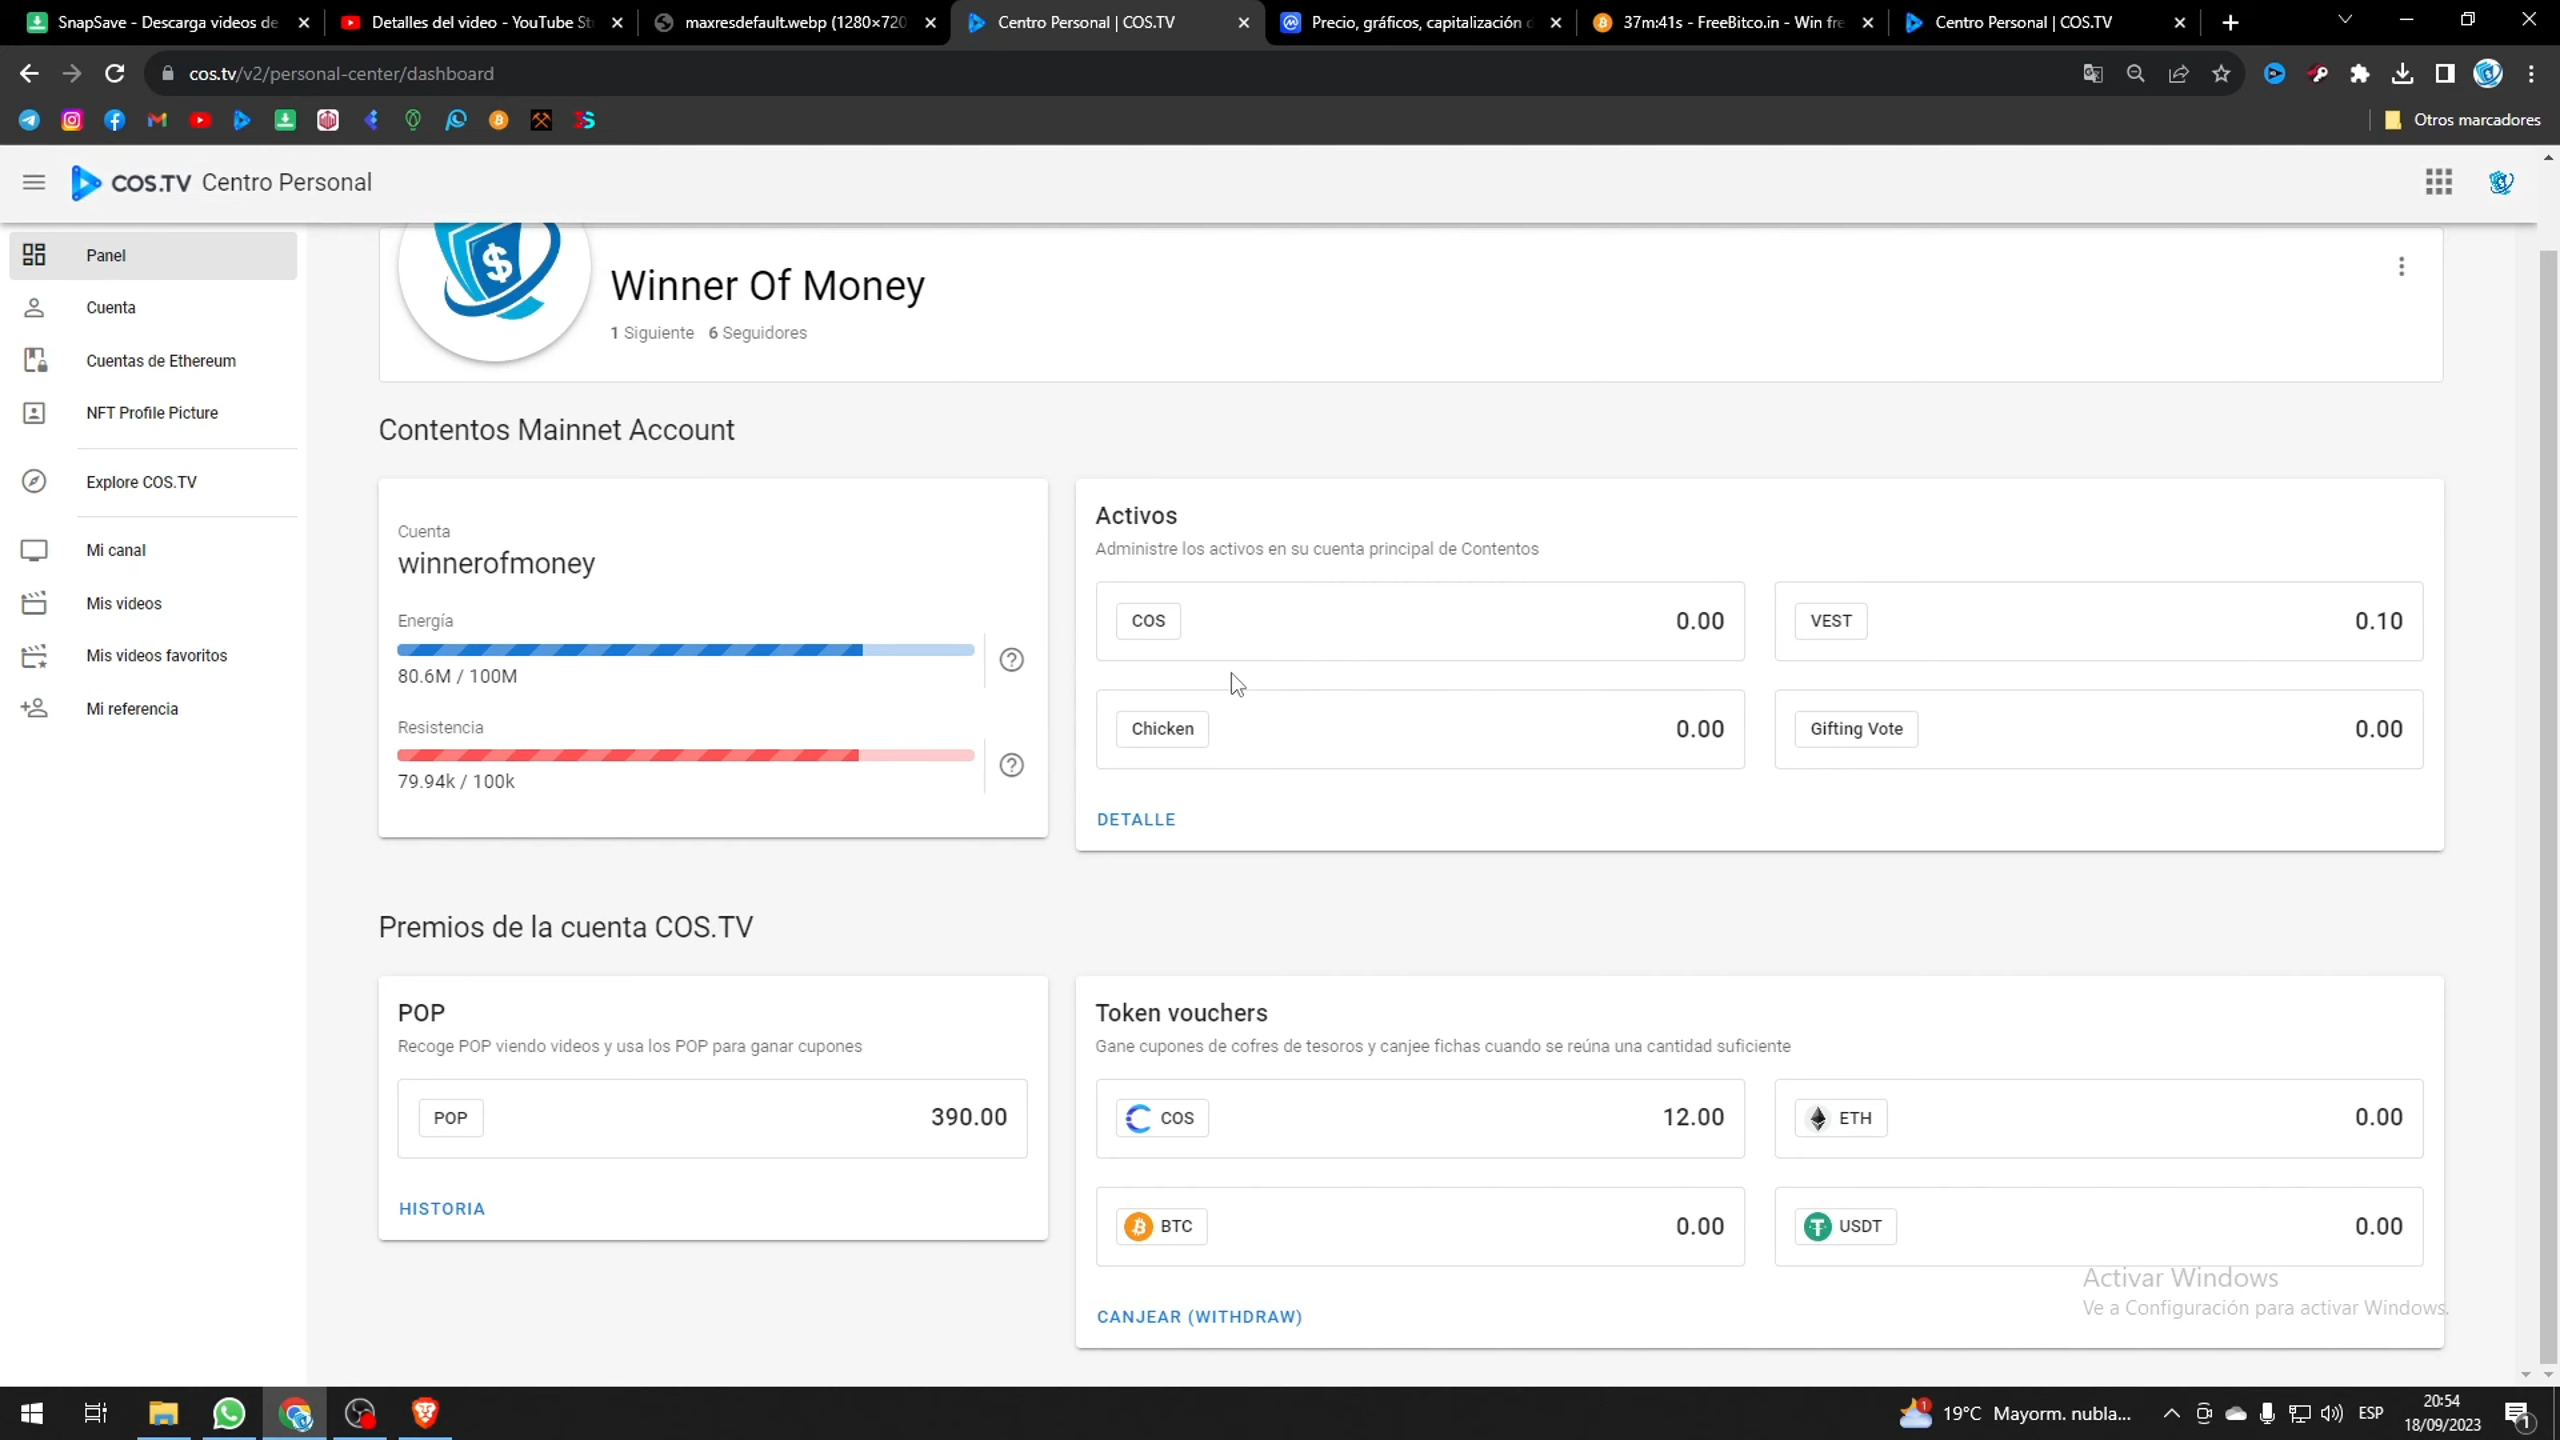 SnapSave - Descarga videos de
Detalles del video - YouTube St
maxresdefault.webp (1280×720
Centro Personal | COS.TV
Precio, gráficos, capitalización d
37m:41s - FreeBitco.in - Win fre
Centro Personal | COS.TV
cos.tv/v2/personal-center/dashboard
Otros marcadores
COS.TV Centro Personal
Panel
Cuenta
Cuentas de Ethereum
NFT Profile Picture
Explore COS.TV
Mi canal
Mis videos
Mis videos favoritos
Mi referencia
Winner Of Money
1 Siguiente 6 Seguidores
Contentos Mainnet Account
Cuenta
winnerofmoney
Energía
80.6M / 100M
Resistencia
79.94k / 100k
Activos
Administre los activos en su cuenta principal de Contentos
COS 0.00
VEST 0.10
Chicken 0.00
Gifting Vote 0.00
DETALLE
Premios de la cuenta COS.TV
POP
Recoge POP viendo videos y usa los POP para ganar cupones
POP 390.00
HISTORIA
Token vouchers
Gane cupones de cofres de tesoros y canjee fichas cuando se reúna una cantidad suficiente
COS 12.00
ETH 0.00
BTC 0.00
USDT 0.00
CANJEAR (WITHDRAW)
Activar Windows
Ve a Configuración para activar Windows.
1
19°C Mayorm. nubla...
ESP
20:54
18/09/2023
1